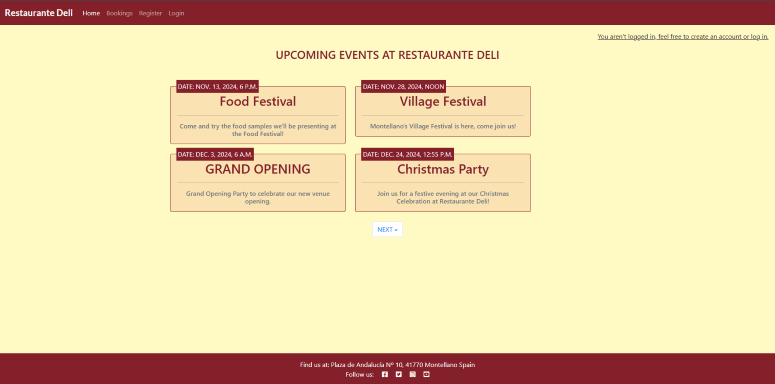 Restaurante Deli Home Bookings Register Login
You aren't logged in, feel free to create an account or log in.
UPCOMING EVENTS AT RESTAURANTE DELI
DATE: NOV. 13, 2024, 6 P.M.
Food Festival
Come and try the food samples we'll be presenting at
the Food Festival!
DATE: NOV. 28, 2024, NOON
Village Festival
Montellano's Village Festival is here, come join us!
DATE: DEC. 3, 2024, 6 A.M.
GRAND OPENING
Grand Opening Party to celebrate our new venue
opening.
DATE: DEC. 24, 2024, 12:55 P.M.
Christmas Party
Join us for a festive evening at our Christmas
Celebration at Restaurante Deli!
NEXT »
Find us at: Plaza de Andalucía Nº 10, 41770 Montellano Spain
Follow us: